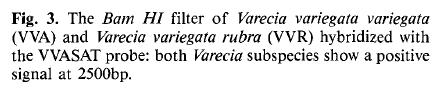 Fig. 3. The Bam HI filter of Varecia variegata variegata
(VVA) and Varecia variegata rubra (VVR) hybridized with
the VVASAT probe: both Varecia subspecies show a positive
signal at 2500bp.